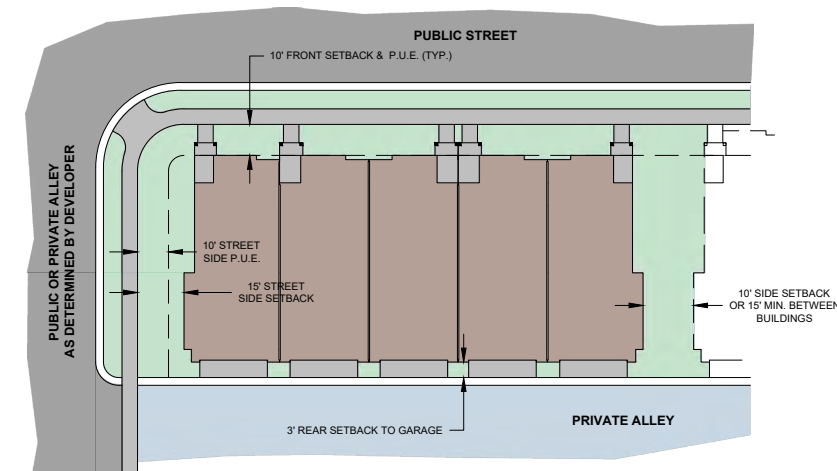 PUBLIC STREET
10' FRONT SETBACK & P.U.E. (TYP.)
PUBLIC OR PRIVATE ALLEY
AS DETERMINED BY DEVELOPER
10' STREET
SIDE P.U.E.
15' STREET
SIDE SETBACK
10' SIDE SETBACK
OR 15' MIN. BETWEEN
BUILDINGS
3' REAR SETBACK TO GARAGE
PRIVATE ALLEY